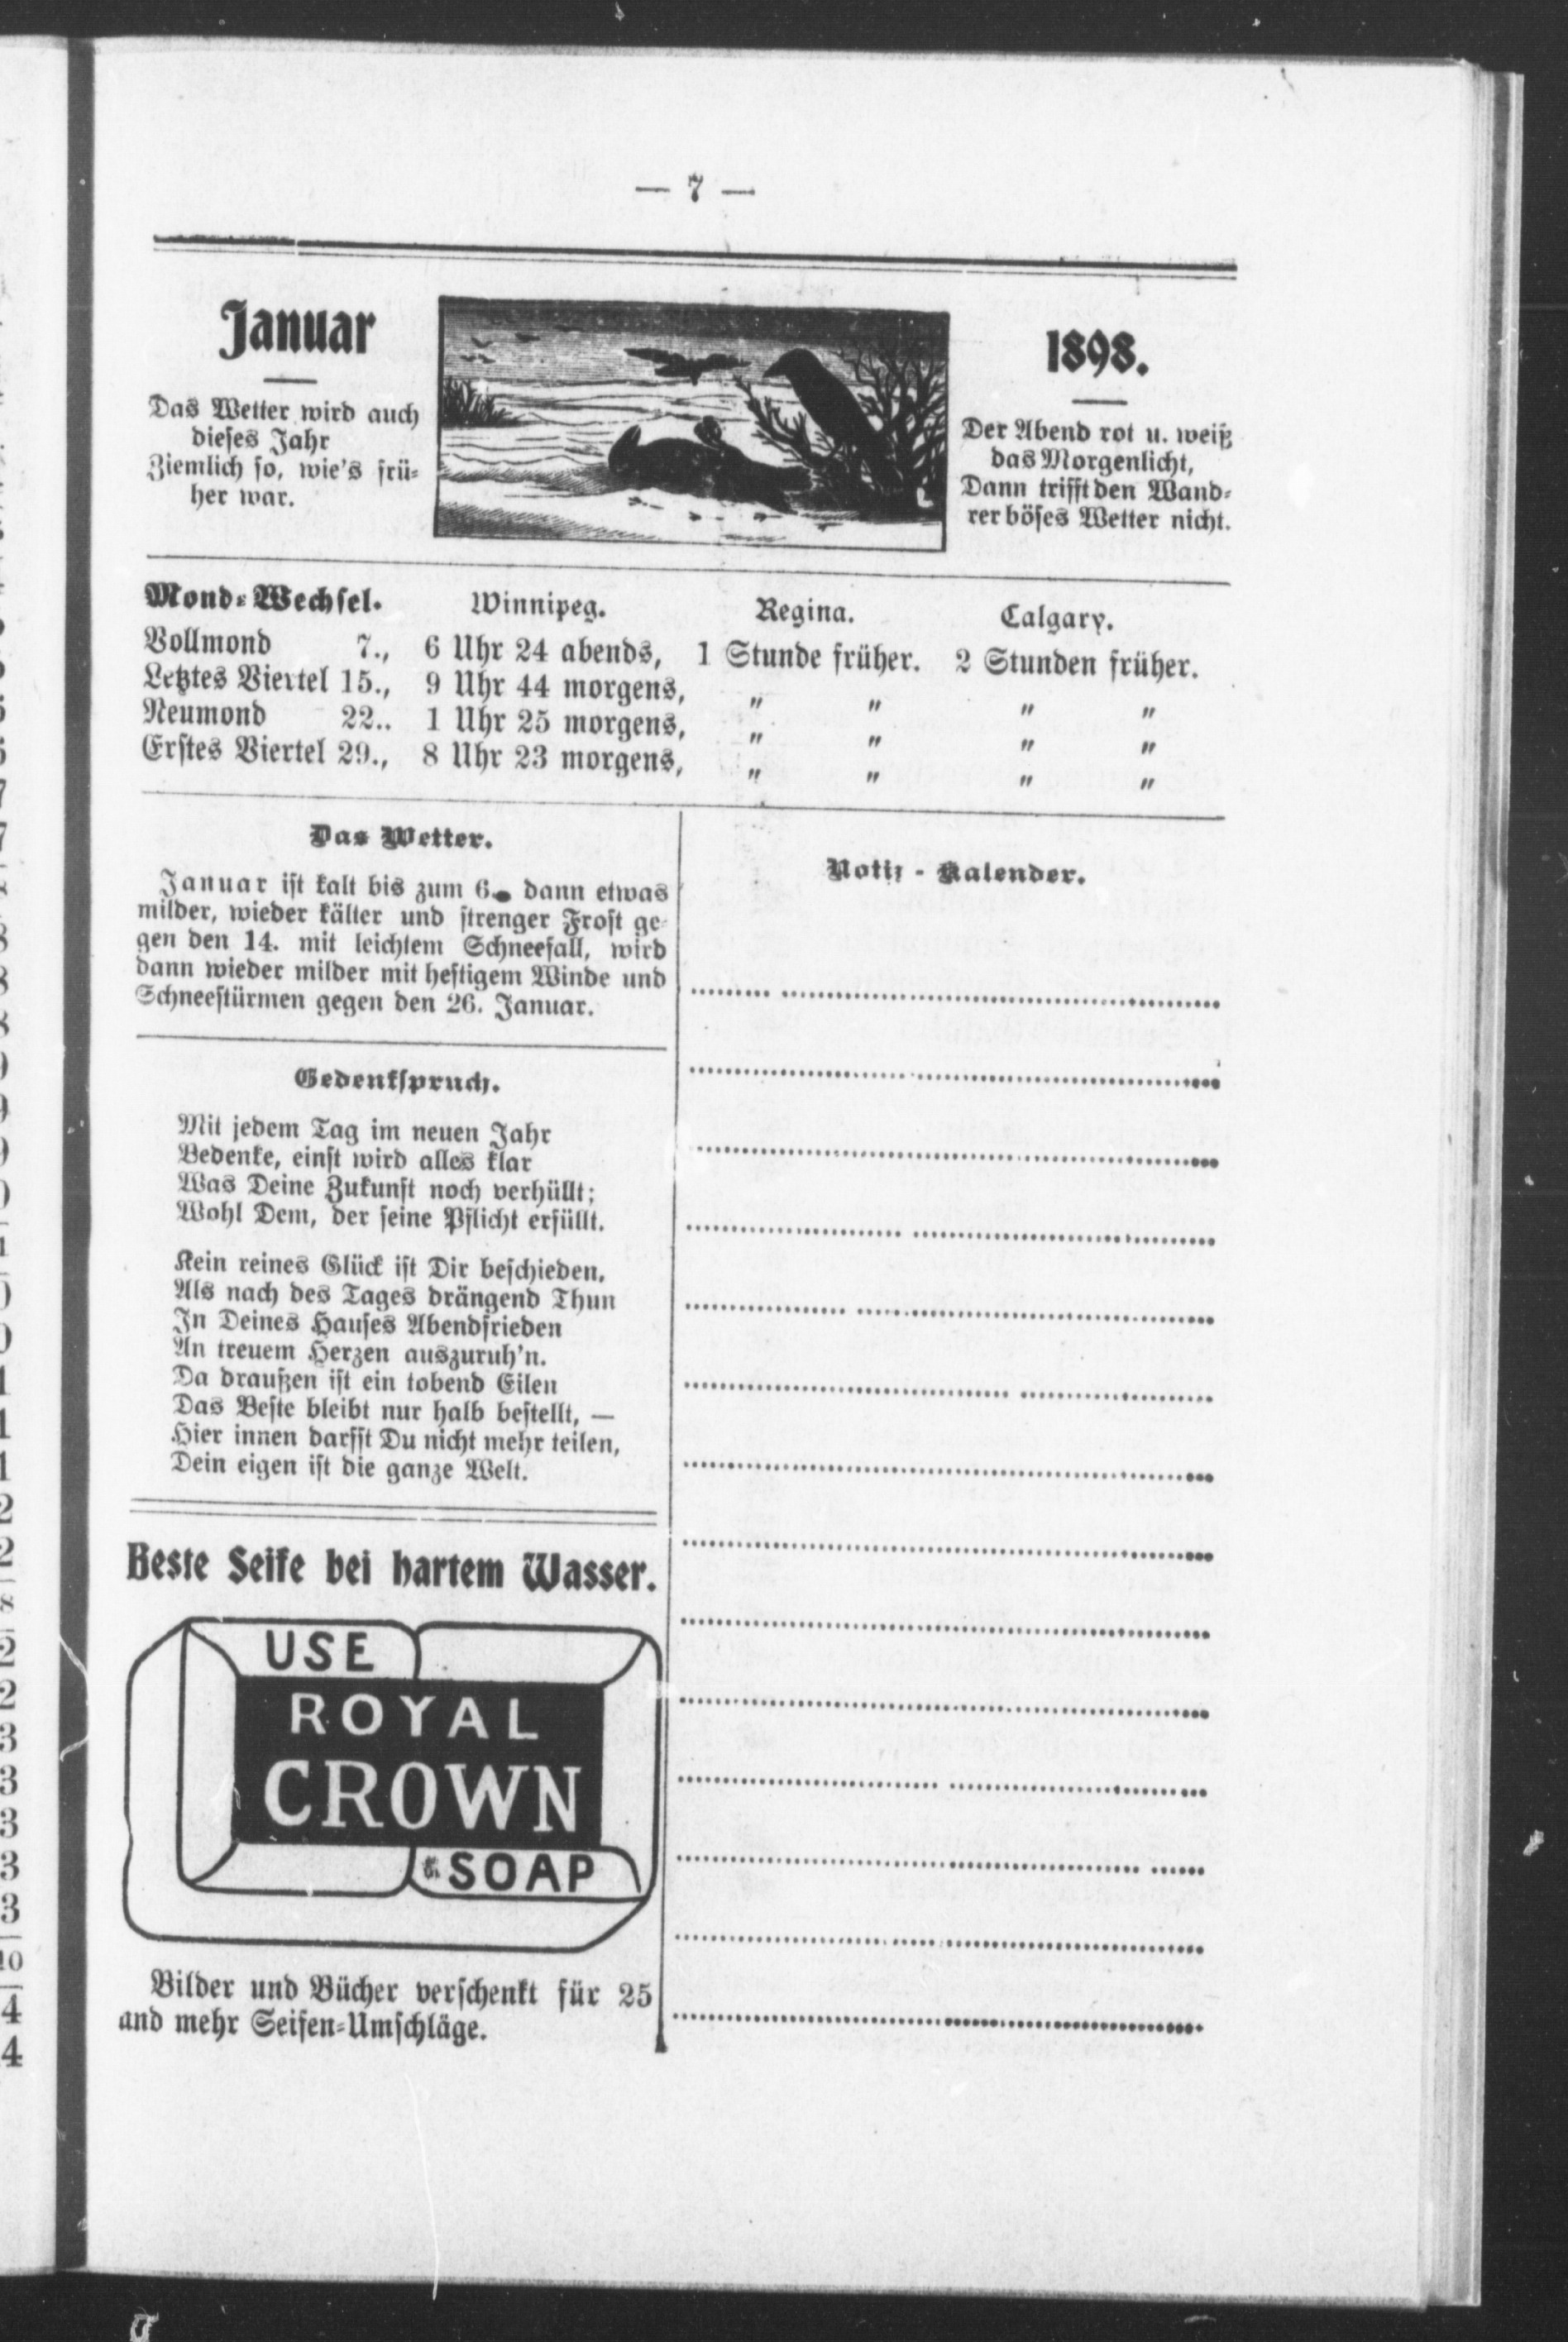 — 7 —
Januar
Das Wetter wird auch
dieses Jahr
Ziemlich so, wie's frü-
her war.
1898.
Der Abend rot u. weiß
das Morgenlicht,
Dann trifft den Wand-
rer böses Wetter nicht.
Mond-Wechsel. Winnipeg. Regina. Calgary.
Vollmond 7., 6 Uhr 24 abends, 1 Stunde früher. 2 Stunden früher.
Letztes Viertel 15., 9 Uhr 44 morgens, " " " "
Neumond 22.. 1 Uhr 25 morgens, " " " "
Erstes Viertel 29., 8 Uhr 23 morgens, " " " "
Das Wetter.
Januar ist kalt bis zum 6. dann etwas
milder, wieder kälter und strenger Frost ge-
gen den 14. mit leichtem Schneefall, wird
dann wieder milder mit heftigem Winde und
Schneestürmen gegen den 26. Januar.
Gedenkspruch.
Mit jedem Tag im neuen Jahr
Bedenke, einst wird alles klar
Was Deine Zukunft noch verhüllt;
Wohl Dem, der seine Pflicht erfüllt.
Kein reines Glück ist Dir beschieden,
Als nach des Tages drängend Thun
In Deines Hauses Abendfrieden
An treuem Herzen auszuruh'n.
Da draußen ist ein tobend Eilen
Das Beste bleibt nur halb bestellt, —
Hier innen darfst Du nicht mehr teilen,
Dein eigen ist die ganze Welt.
Beste Seife bei hartem Wasser.
USE
ROYAL
CROWN
SOAP
Bilder und Bücher verschenkt für 25
und mehr Seifen-Umschläge.
Notiz - Kalender.